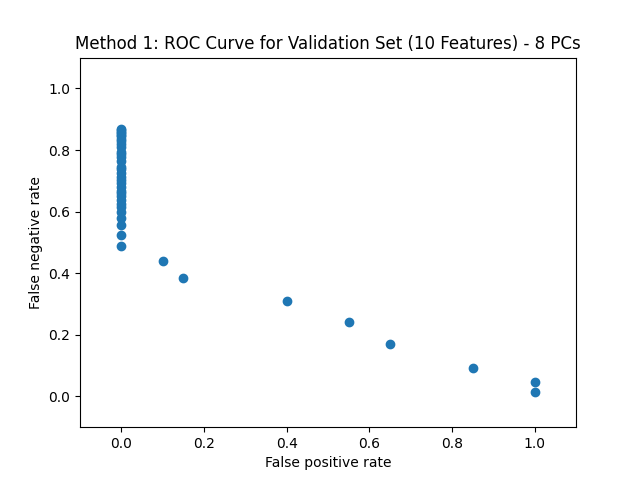 Method 1: ROC Curve for Validation Set (10 Features) - 8 PCs
1.0
0.8
0.6
0.4
0.2
0.0
False negative rate
0.0 0.2 0.4 0.6 0.8 1.0
False positive rate